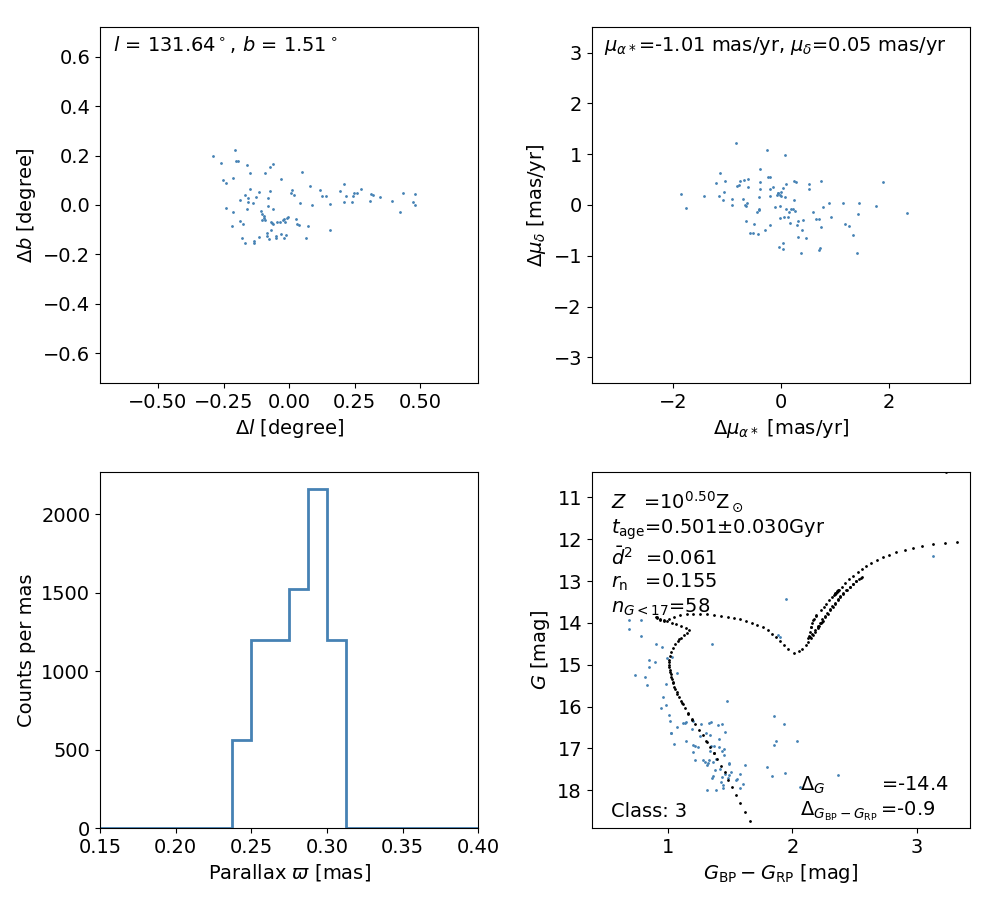 l = 131.64°, b = 1.51°
0.6
0.4
0.2
0.0
−0.2
−0.4
−0.6
Δb [degree]
−0.50 −0.25 0.00 0.25 0.50
Δl [degree]
μα*=-1.01 mas/yr, μδ=0.05 mas/yr
3
2
1
0
−1
−2
−3
Δμδ [mas/yr]
−2 0 2
Δμα* [mas/yr]
2000
1500
1000
500
0
Counts per mas
0.15 0.20 0.25 0.30 0.35 0.40
Parallax ϖ [mas]
Z =10^0.50 Z⊙
t_age=0.501±0.030Gyr
d̄² =0.061
r_n =0.155
n_G<17=58
11
12
13
14
15
16
17
18
G [mag]
Δ_G =-14.4
Δ_GBP−GRP=-0.9
Class: 3
1 2 3
G_BP − G_RP [mag]